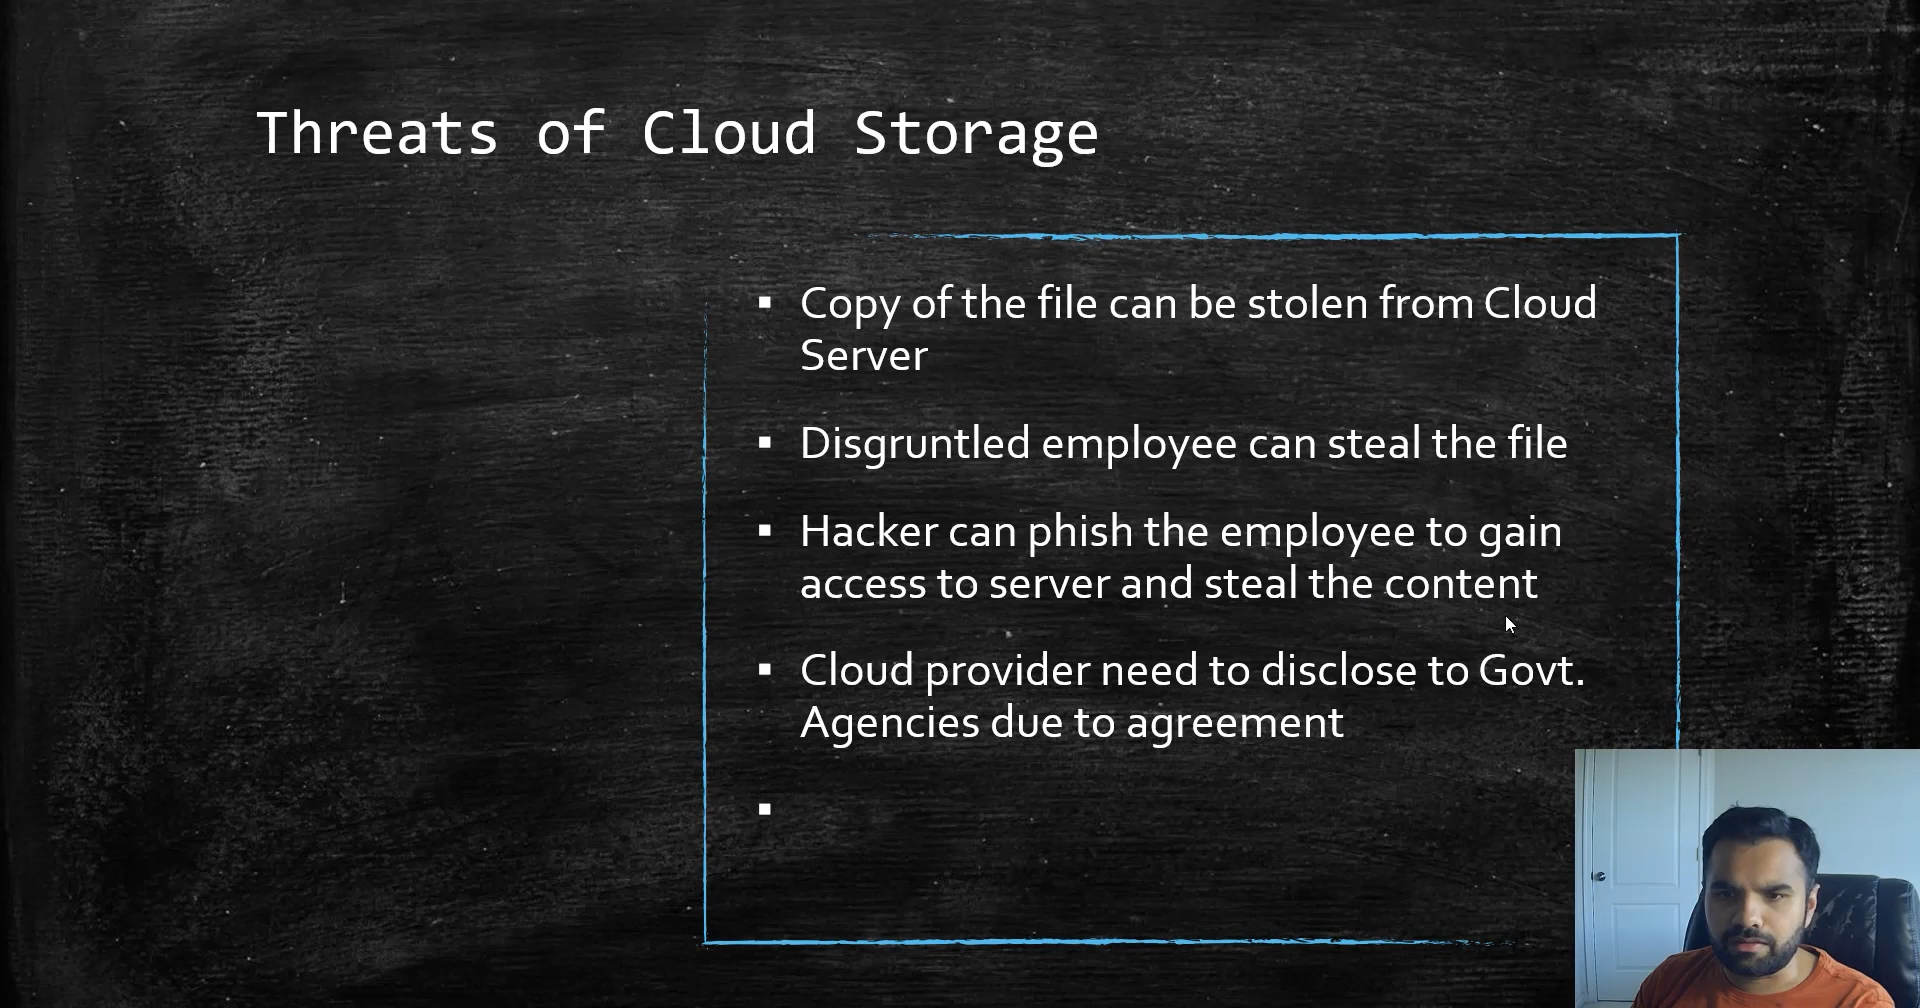 Threats of Cloud Storage
▪ Copy of the file can be stolen from Cloud
Server
▪ Disgruntled employee can steal the file
▪ Hacker can phish the employee to gain
access to server and steal the content
▪ Cloud provider need to disclose to Govt.
Agencies due to agreement
▪